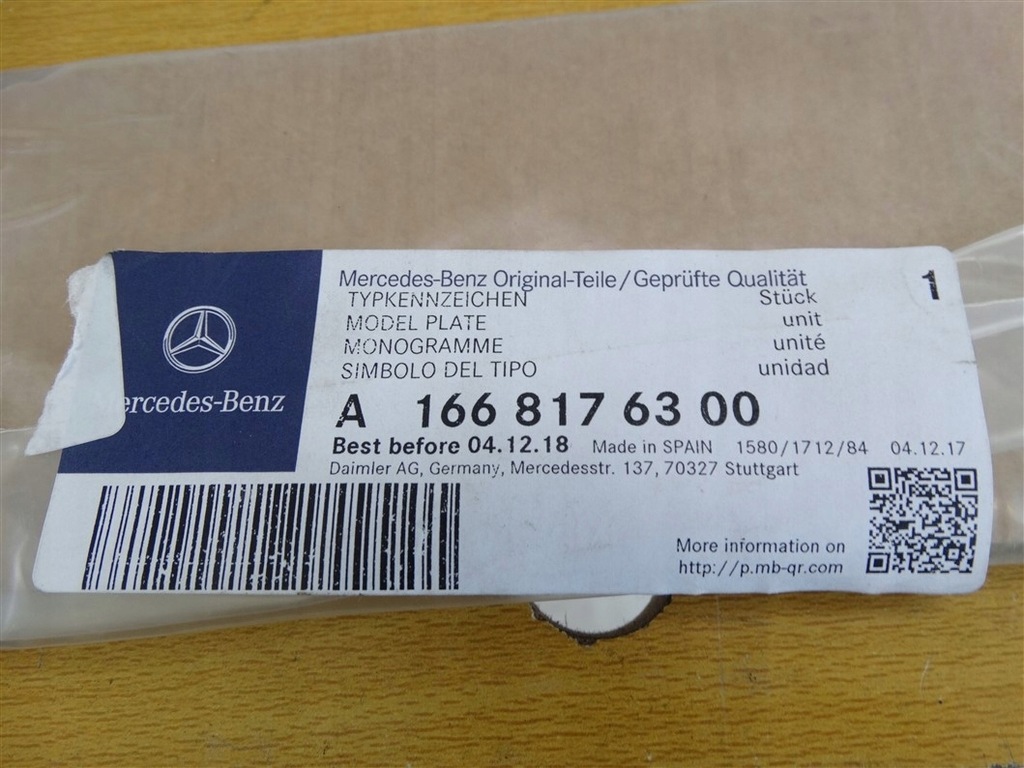 Mercedes-Benz Original-Teile/Geprüfte Qualität 1
TYPKENNZEICHEN Stück
MODEL PLATE unit
MONOGRAMME unité
SIMBOLO DEL TIPO unidad
ercedes-Benz
A 166 817 63 00
Best before 04.12.18 Made in SPAIN 1580/1712/84 04.12.17
Daimler AG, Germany, Mercedesstr. 137, 70327 Stuttgart
More information on
http://p.mb-qr.com